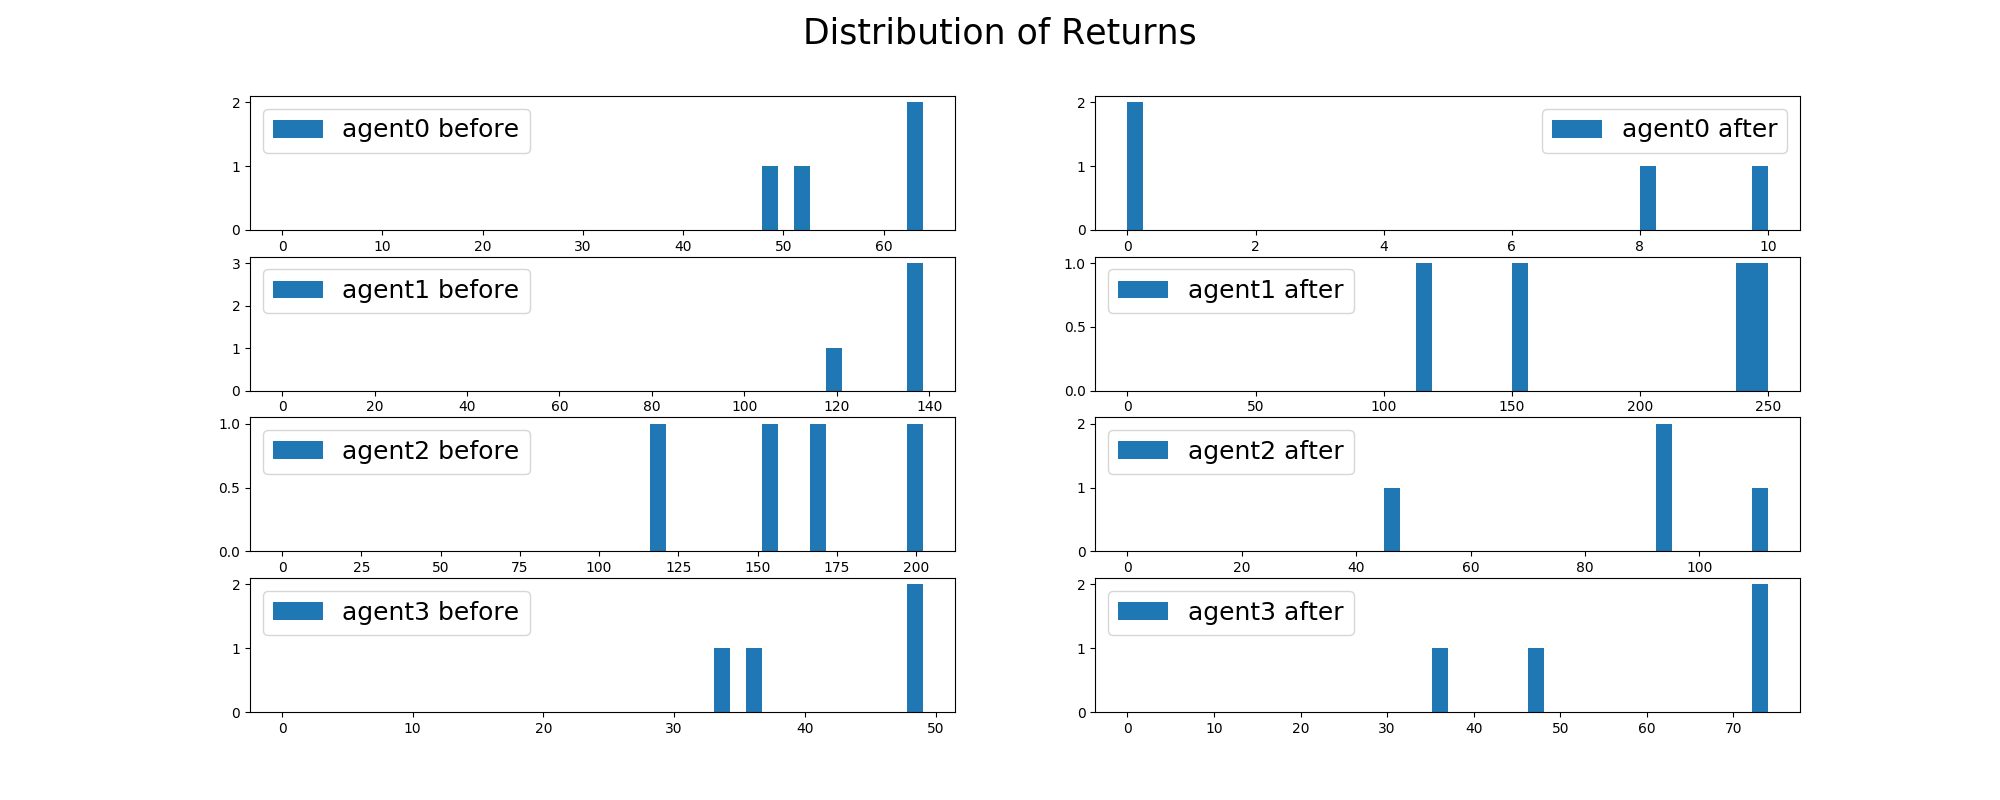 Distribution of Returns
agent0 before
2
1
0
0 10 20 30 40 50 60
agent0 after
2
1
0
0 2 4 6 8 10
agent1 before
3
2
1
0
0 20 40 60 80 100 120 140
agent1 after
1.0
0.5
0.0
0 50 100 150 200 250
agent2 before
1.0
0.5
0.0
0 25 50 75 100 125 150 175 200
agent2 after
2
1
0
0 20 40 60 80 100
agent3 before
2
1
0
0 10 20 30 40 50
agent3 after
2
1
0
0 10 20 30 40 50 60 70